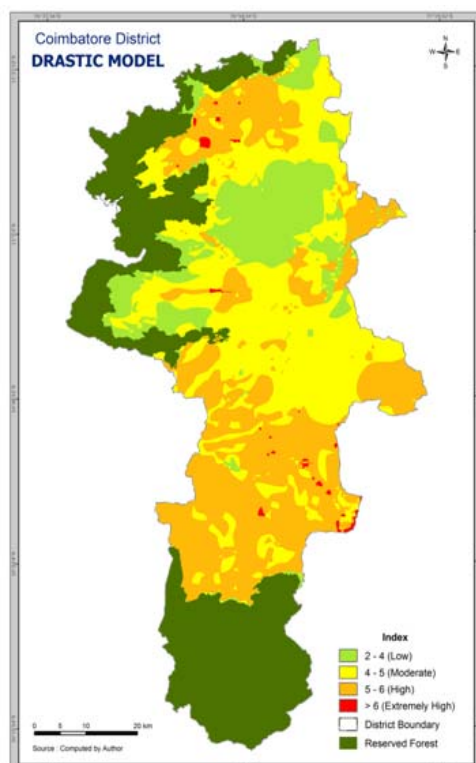 Coimbatore District
DRASTIC MODEL
N
W E
S
Index
2 - 4 (Low)
4 - 5 (Moderate)
5 - 6 (High)
> 6 (Extremely High)
District Boundary
Reserved Forest
0 5 10 20 km
Source : Computed by Author